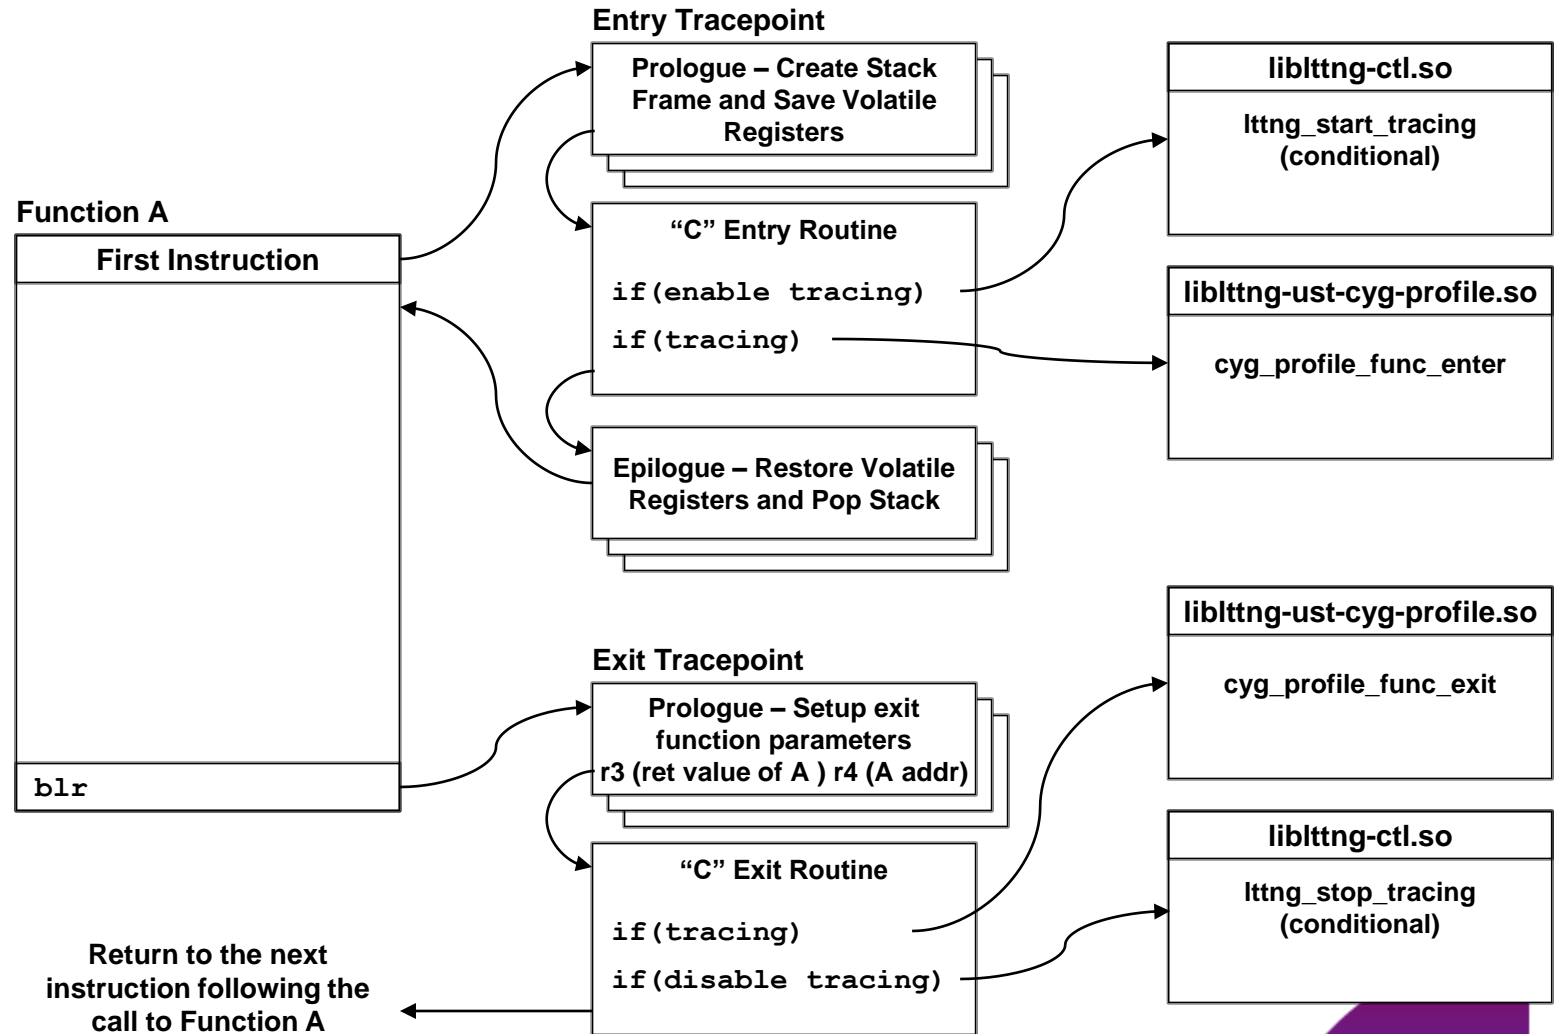 Entry Tracepoint
Prologue – Create Stack
Frame and Save Volatile
Registers
liblttng-ctl.so
lttng_start_tracing
(conditional)
Function A
First Instruction
“C” Entry Routine
if(enable tracing)
if(tracing)
liblttng-ust-cyg-profile.so
cyg_profile_func_enter
Epilogue – Restore Volatile
Registers and Pop Stack
blr
Exit Tracepoint
Prologue – Setup exit
function parameters
r3 (ret value of A ) r4 (A addr)
liblttng-ust-cyg-profile.so
cyg_profile_func_exit
“C” Exit Routine
if(tracing)
if(disable tracing)
liblttng-ctl.so
lttng_stop_tracing
(conditional)
Return to the next
instruction following the
call to Function A